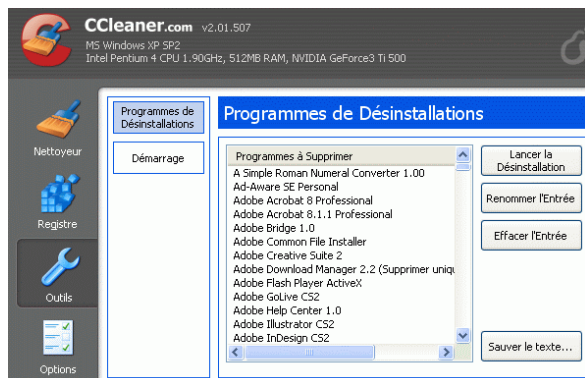 CCleaner.com v2.01.507
MS Windows XP SP2
Intel Pentium 4 CPU 1.90GHz, 512MB RAM, NVIDIA GeForce3 Ti 500
Nettoyeur
Registre
Outils
Options
Programmes de
Désinstallations
Démarrage
Programmes de Désinstallations
Programmes à Supprimer
A Simple Roman Numeral Converter 1.00
Ad-Aware SE Personal
Adobe Acrobat 8 Professional
Adobe Acrobat 8.1.1 Professional
Adobe Bridge 1.0
Adobe Common File Installer
Adobe Creative Suite 2
Adobe Download Manager 2.2 (Supprimer uniqu
Adobe Flash Player ActiveX
Adobe GoLive CS2
Adobe Help Center 1.0
Adobe Illustrator CS2
Adobe InDesign CS2
Lancer la
Désinstallation
Renommer l'Entrée
Effacer l'Entrée
Sauver le texte...